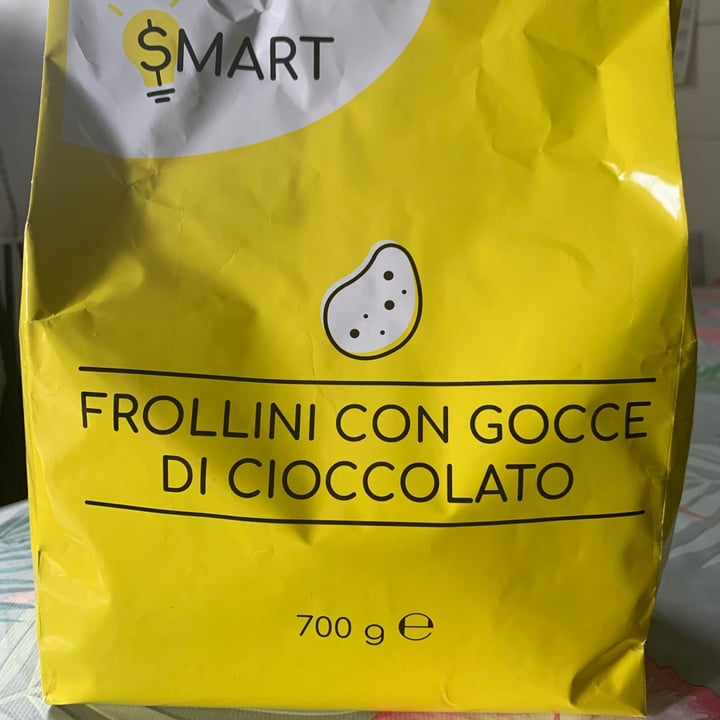 $MART
FROLLINI CON GOCCE
DI CIOCCOLATO
700 g ℮